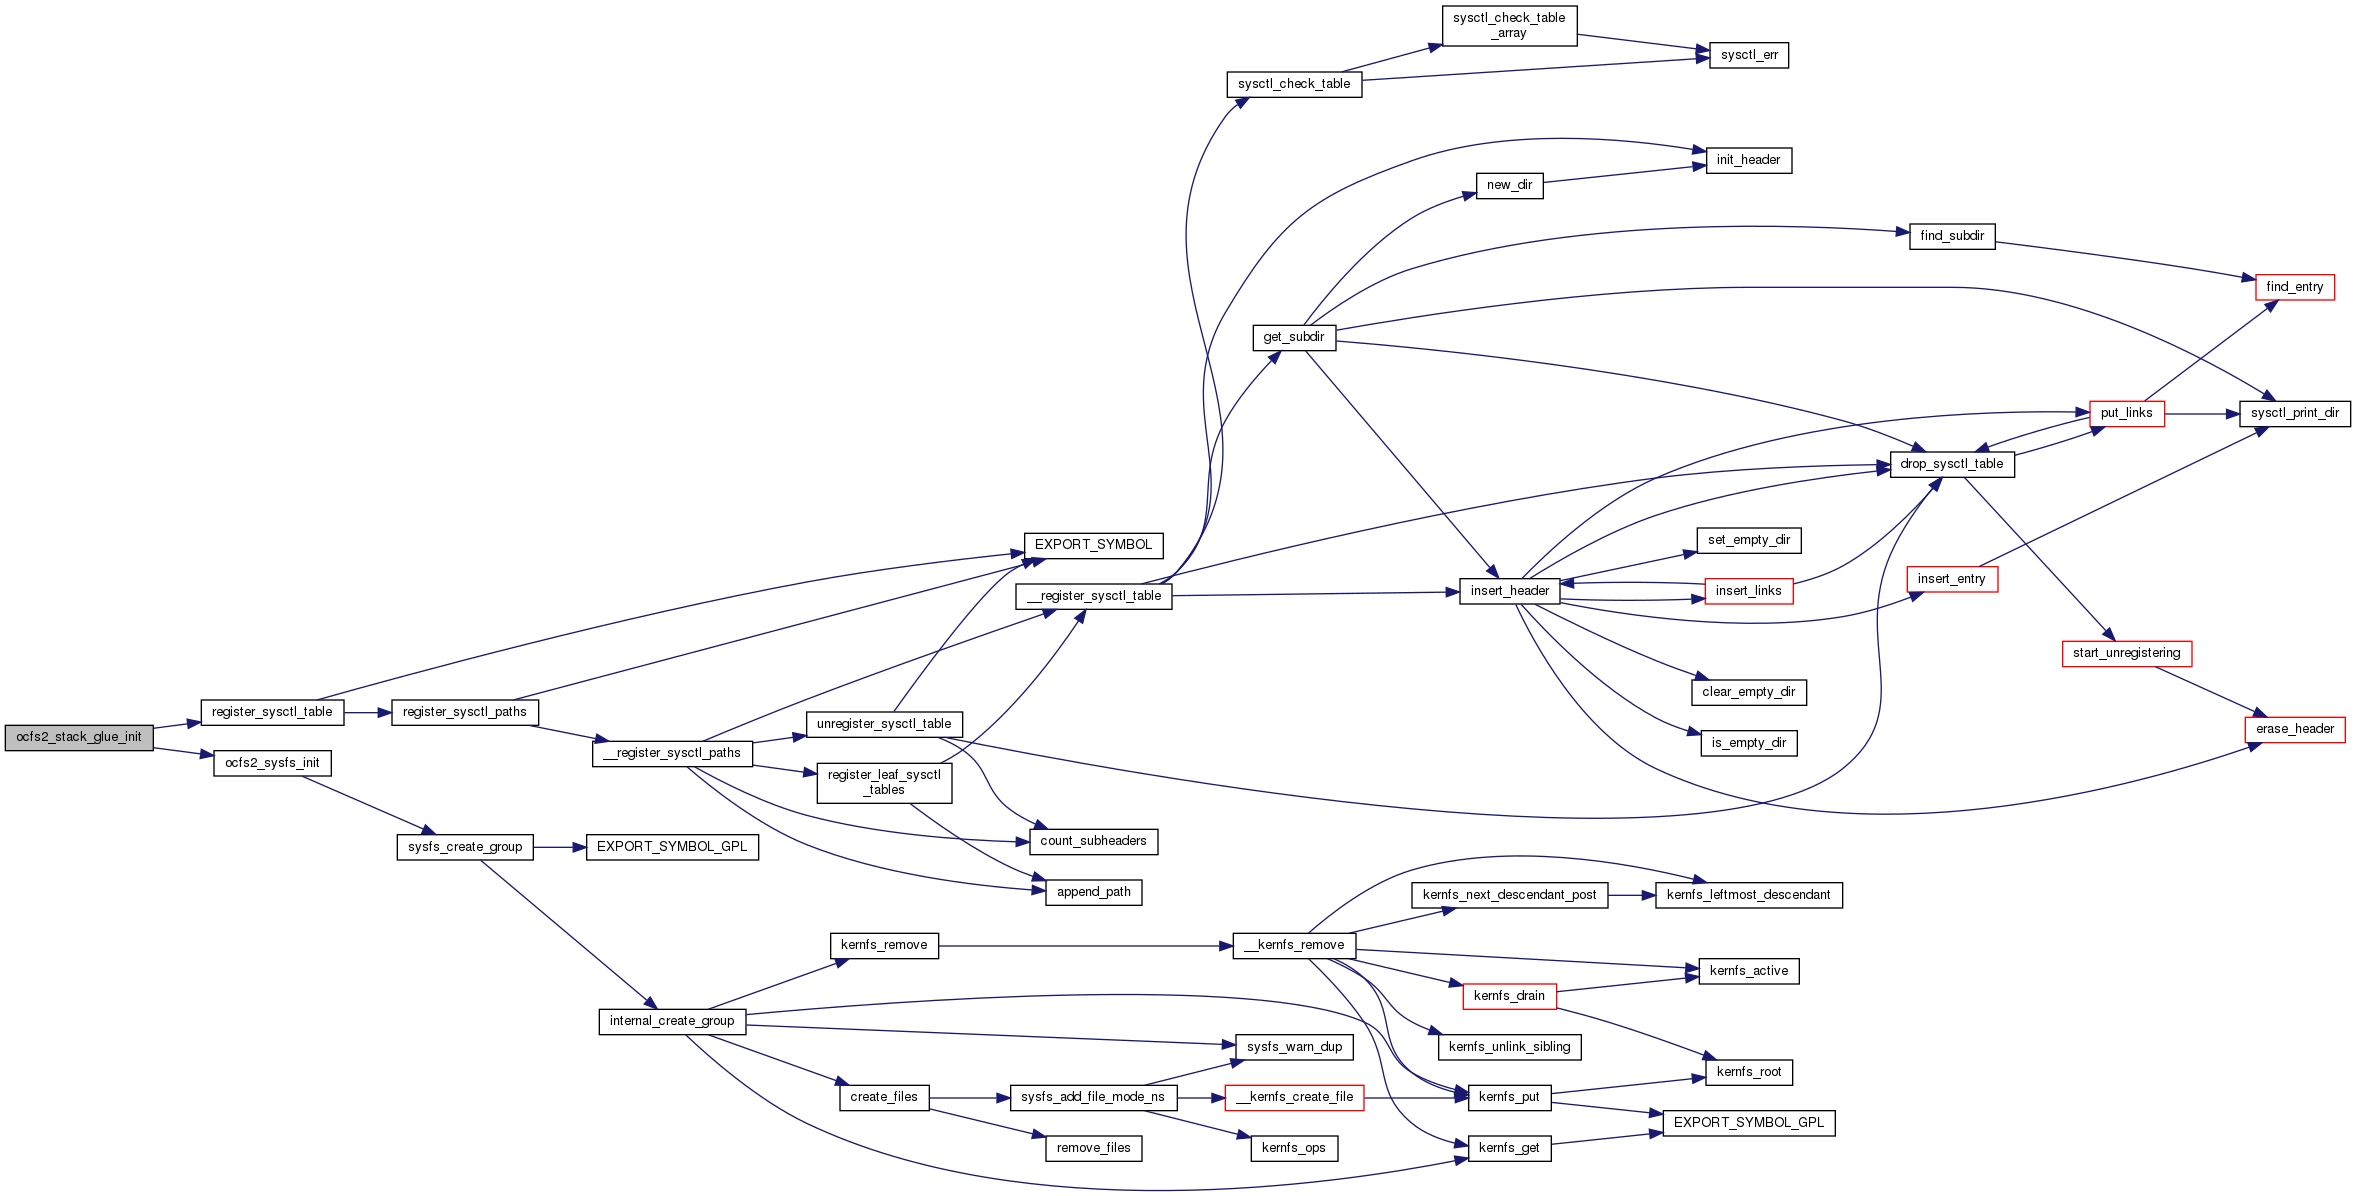 sysctl_check_table
_array
sysctl_err
sysctl_check_table
init_header
new_dir
find_subdir
find_entry
get_subdir
put_links
sysctl_print_dir
drop_sysctl_table
EXPORT_SYMBOL
set_empty_dir
insert_entry
__register_sysctl_table
insert_header
insert_links
start_unregistering
clear_empty_dir
register_sysctl_table
register_sysctl_paths
unregister_sysctl_table
erase_header
ocfs2_stack_glue_init
is_empty_dir
__register_sysctl_paths
ocfs2_sysfs_init
register_leaf_sysctl
_tables
count_subheaders
sysfs_create_group
EXPORT_SYMBOL_GPL
append_path
kernfs_next_descendant_post
kernfs_leftmost_descendant
kernfs_remove
__kernfs_remove
kernfs_active
kernfs_drain
internal_create_group
sysfs_warn_dup
kernfs_unlink_sibling
kernfs_root
create_files
sysfs_add_file_mode_ns
__kernfs_create_file
kernfs_put
EXPORT_SYMBOL_GPL
remove_files
kernfs_ops
kernfs_get